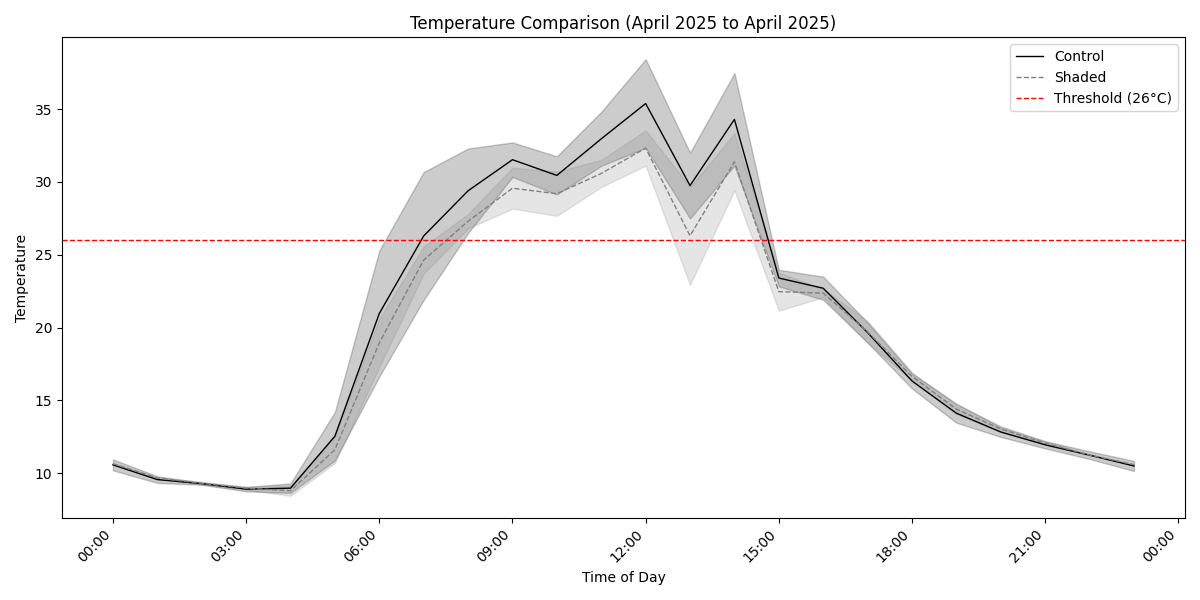 Temperature Comparison (April 2025 to April 2025)
Control
Shaded
Threshold (26°C)
Temperature
35
30
25
20
15
10
00:00
03:00
06:00
09:00
12:00
15:00
18:00
21:00
00:00
Time of Day